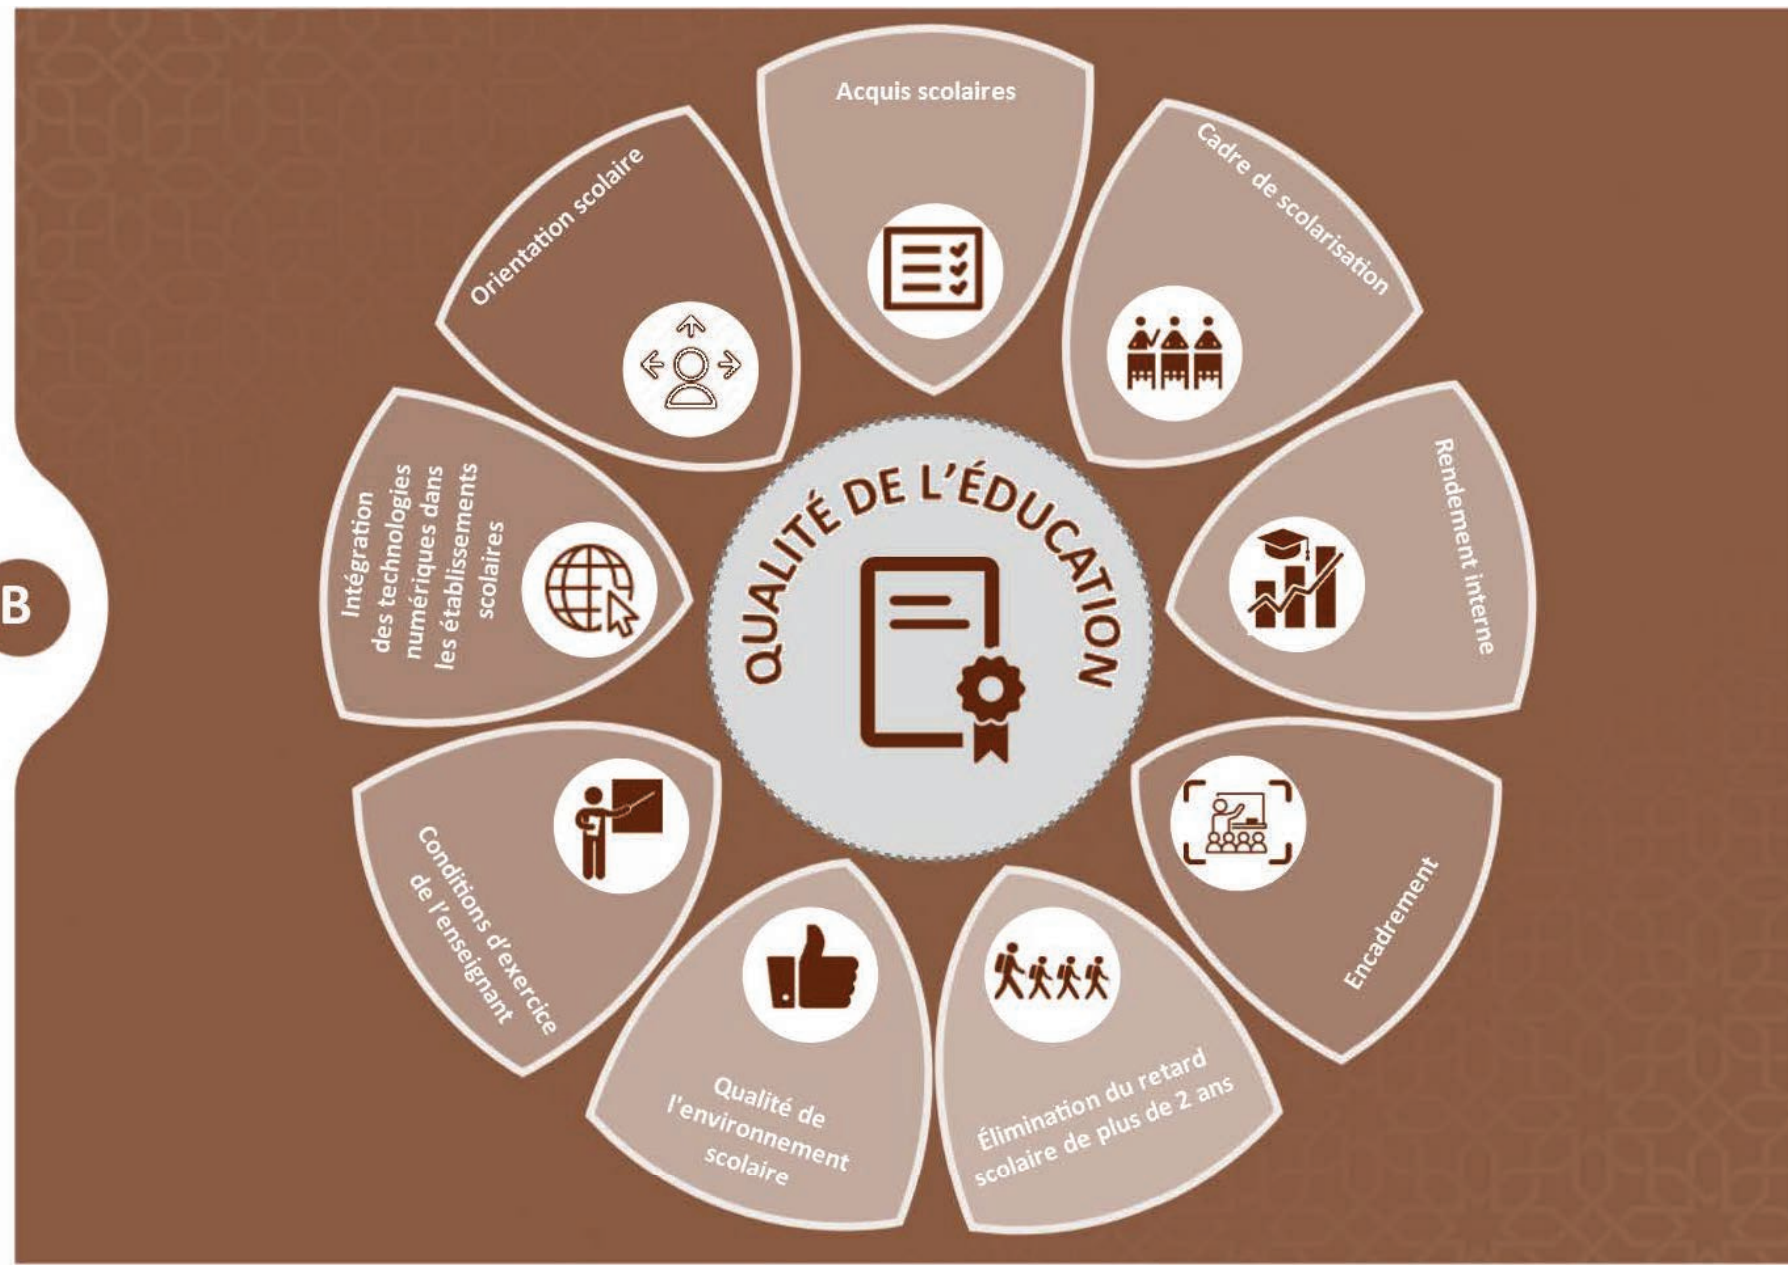 Acquis scolaires
Cadre de scolarisation
Rendement interne
Encadrement
Élimination du retard
scolaire de plus de 2 ans
Qualité de
l'environnement
scolaire
Conditions d'exercice
de l'enseignant
Intégration
des technologies
numériques dans
les établissements
scolaires
Orientation scolaire
QUALITÉ DE L'ÉDUCATION
B